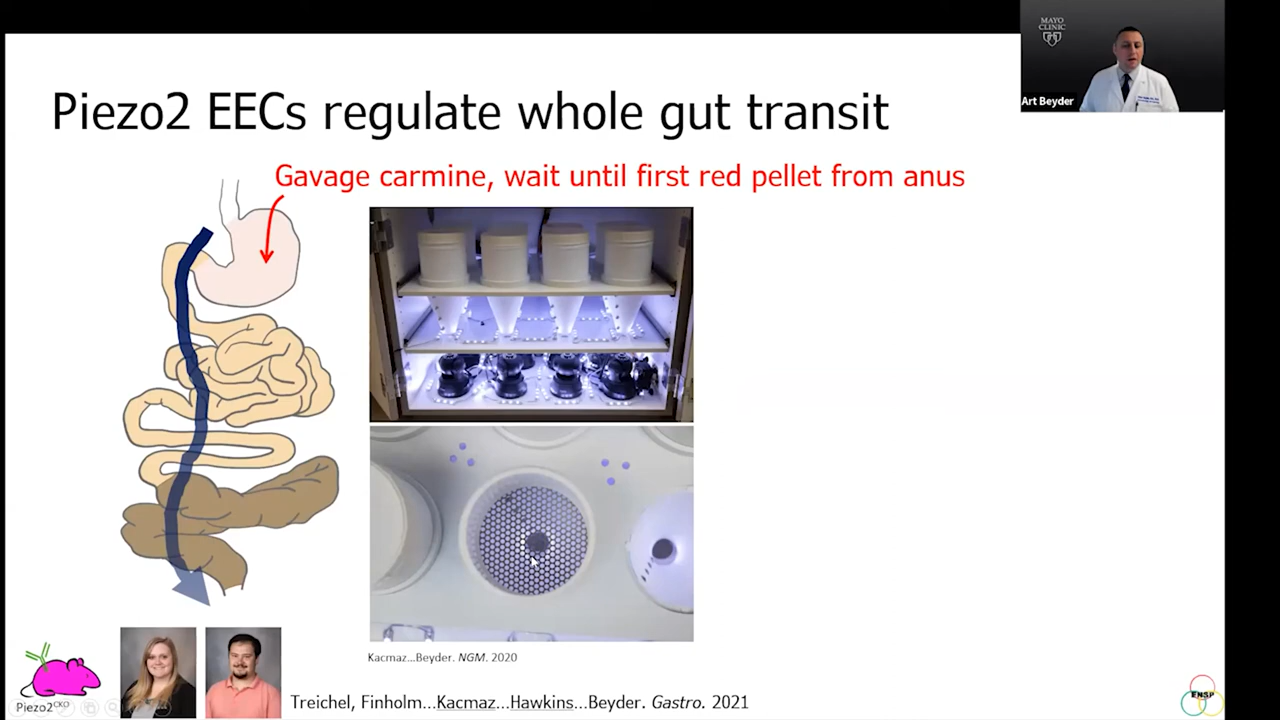 MAYO
CLINIC
Art Beyder
Piezo2 EECs regulate whole gut transit
Gavage carmine, wait until first red pellet from anus
Kacmaz...Beyder. NGM. 2020
Piezo2CKO
Treichel, Finholm...Kacmaz...Hawkins...Beyder. Gastro. 2021
ENSP